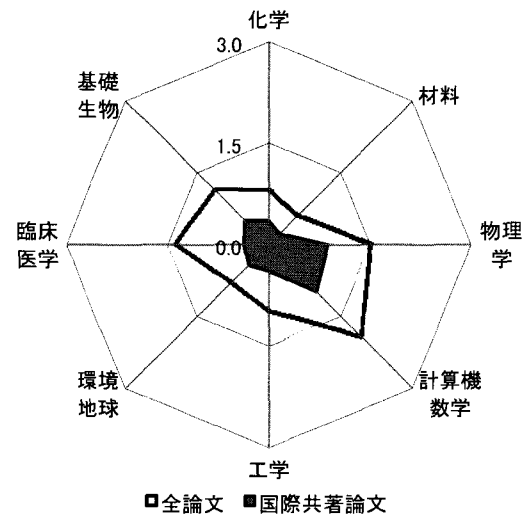 化学
3.0
基礎
生物
材料
1.5
臨床
医学
0.0
物理
学
環境
地球
計算機
数学
工学
全論文 国際共著論文